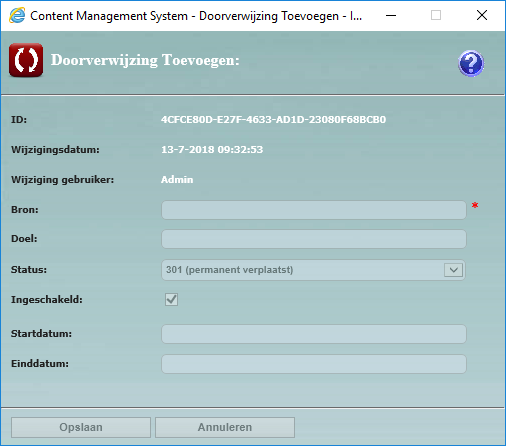 Content Management System - Doorverwijzing Toevoegen - I...
Doorverwijzing Toevoegen:
?
ID: 4CFCE80D-E27F-4633-AD1D-23080F68BCB0
Wijzigingsdatum: 13-7-2018 09:32:53
Wijziging gebruiker: Admin
Bron: *
Doel:
Status: 301 (permanent verplaatst)
Ingeschakeld:
Startdatum:
Einddatum:
Opslaan Annuleren